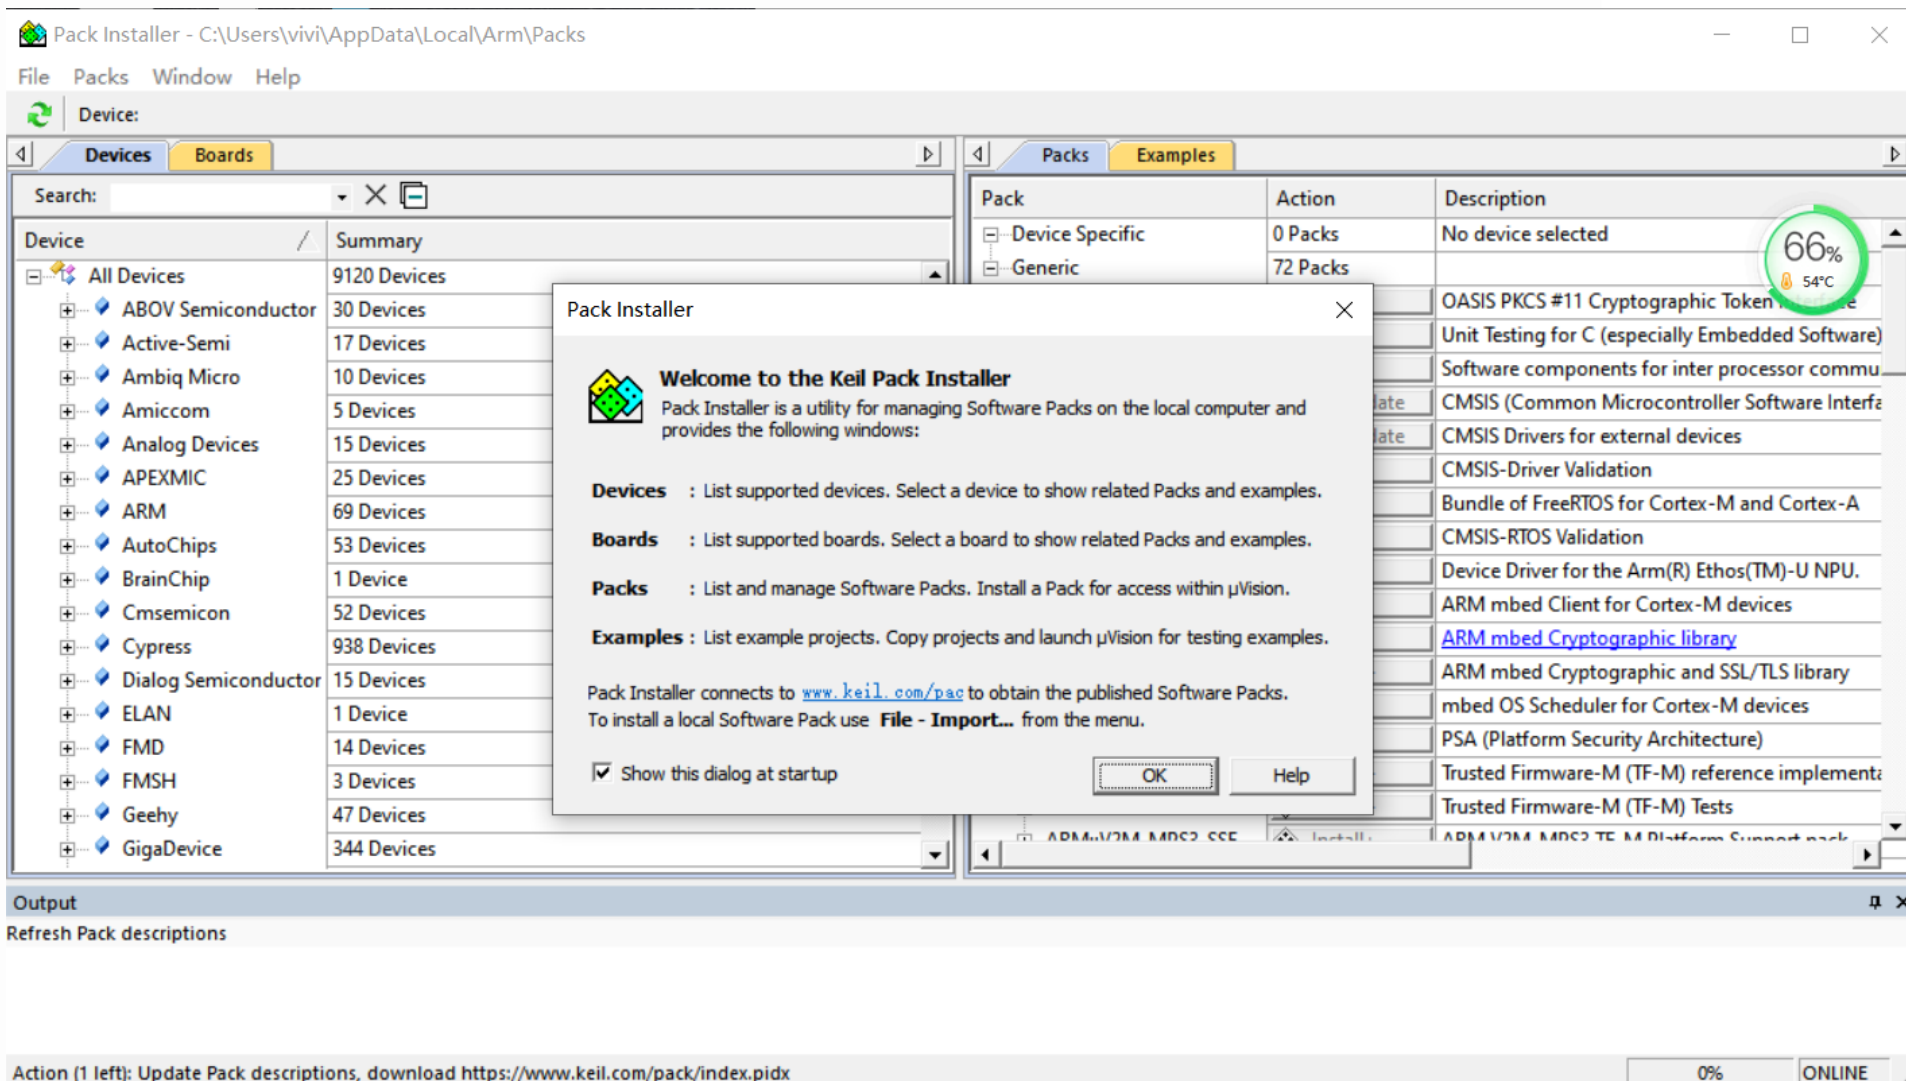 Pack Installer - C:\Users\vivi\AppData\Local\Arm\Packs
File Packs Window Help
Device:
Devices Boards
Packs Examples
Search:
Device Summary
All Devices 9120 Devices
ABOV Semiconductor 30 Devices
Active-Semi 17 Devices
Ambiq Micro 10 Devices
Amiccom 5 Devices
Analog Devices 15 Devices
APEXMIC 25 Devices
ARM 69 Devices
AutoChips 53 Devices
BrainChip 1 Device
Cmsemicon 52 Devices
Cypress 938 Devices
Dialog Semiconductor 15 Devices
ELAN 1 Device
FMD 14 Devices
FMSH 3 Devices
Geehy 47 Devices
GigaDevice 344 Devices
Pack Action Description
Device Specific 0 Packs No device selected
Generic 72 Packs
66%
54°C
OASIS PKCS #11 Cryptographic Token
Unit Testing for C (especially Embedded Software)
Software components for inter processor commu
CMSIS (Common Microcontroller Software Interfa
CMSIS Drivers for external devices
CMSIS-Driver Validation
Bundle of FreeRTOS for Cortex-M and Cortex-A
CMSIS-RTOS Validation
Device Driver for the Arm(R) Ethos(TM)-U NPU.
ARM mbed Client for Cortex-M devices
ARM mbed Cryptographic library
ARM mbed Cryptographic and SSL/TLS library
mbed OS Scheduler for Cortex-M devices
PSA (Platform Security Architecture)
Trusted Firmware-M (TF-M) reference implementa
Trusted Firmware-M (TF-M) Tests
ARM V2M_MPS3 TF-M Platform Support pack
Pack Installer
Welcome to the Keil Pack Installer
Pack Installer is a utility for managing Software Packs on the local computer and
provides the following windows:
Devices : List supported devices. Select a device to show related Packs and examples.
Boards : List supported boards. Select a board to show related Packs and examples.
Packs : List and manage Software Packs. Install a Pack for access within µVision.
Examples : List example projects. Copy projects and launch µVision for testing examples.
Pack Installer connects to www.keil.com/pac to obtain the published Software Packs.
To install a local Software Pack use File - Import... from the menu.
Show this dialog at startup
OK Help
Output
Refresh Pack descriptions
Action (1 left): Update Pack descriptions, download https://www.keil.com/pack/index.pidx
0% ONLINE